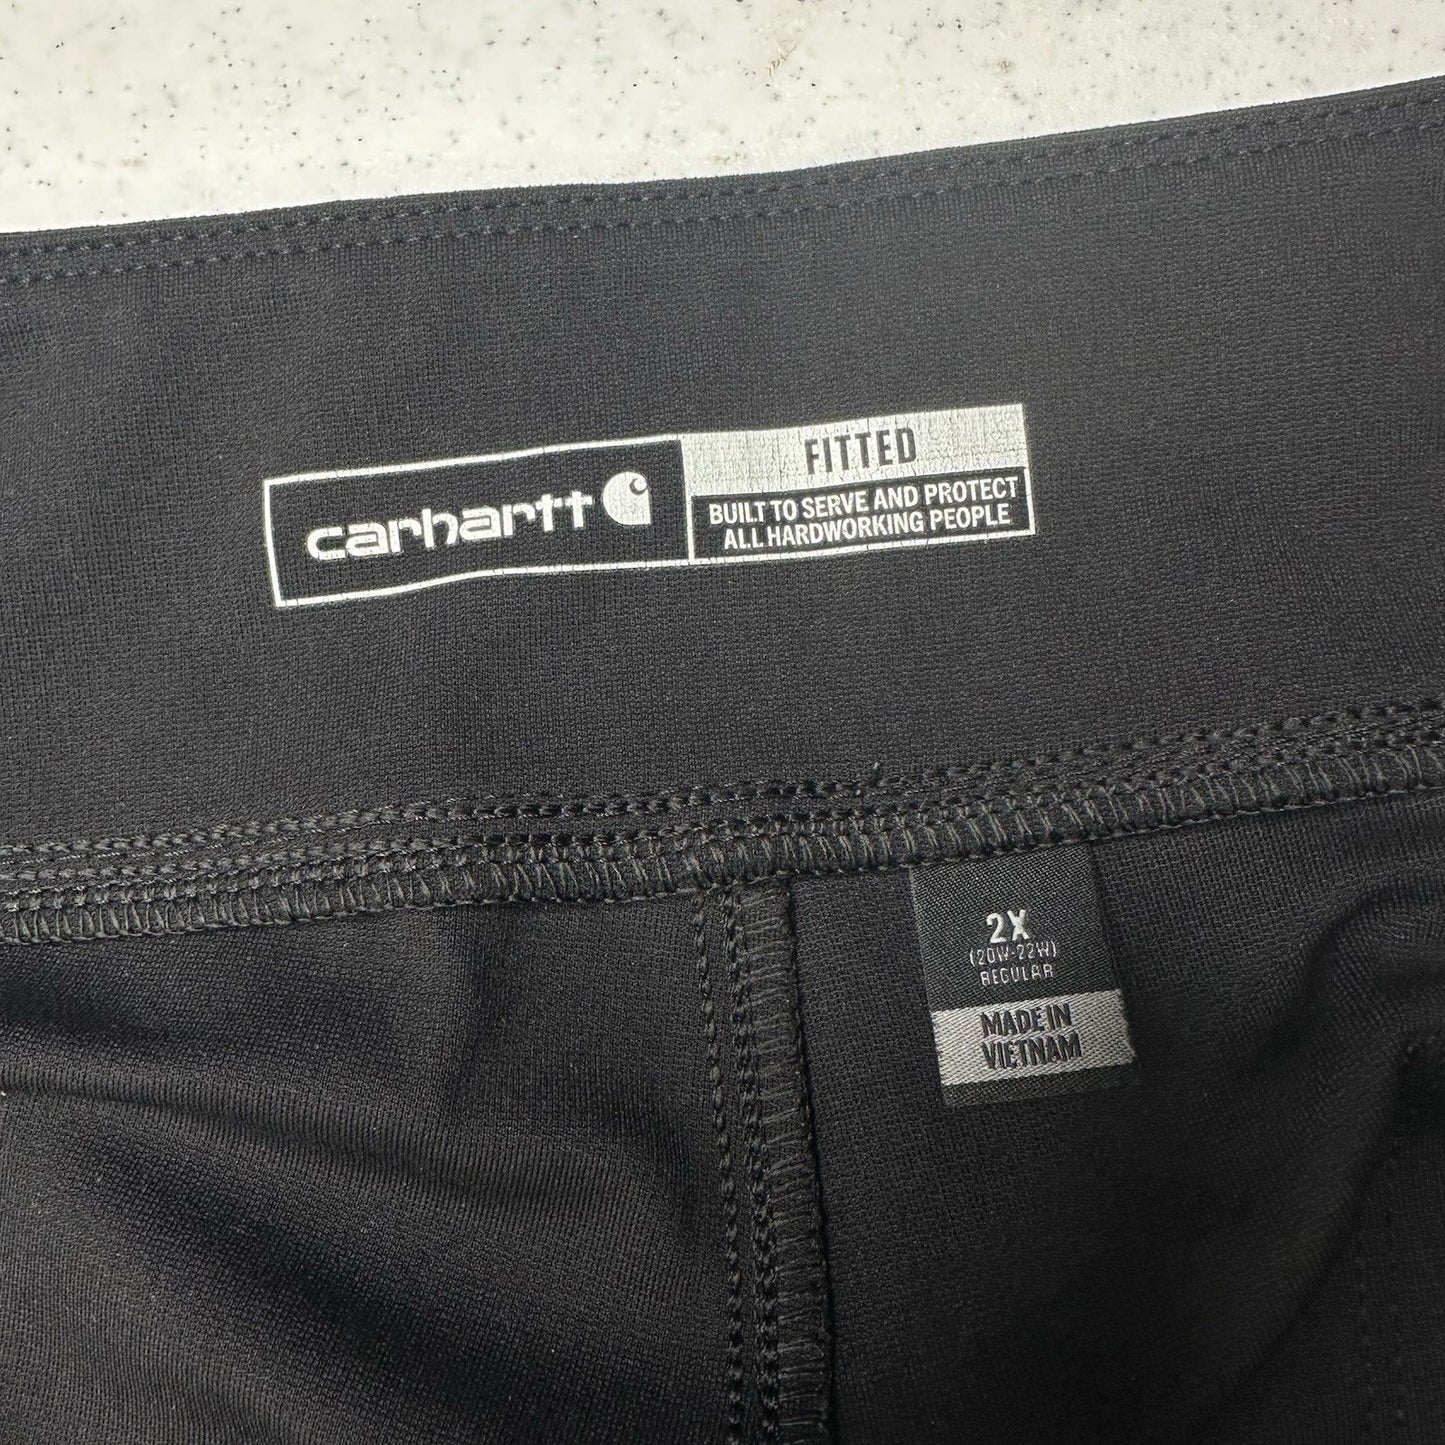 carhartt
FITTED
BUILT TO SERVE AND PROTECT
ALL HARDWORKING PEOPLE
2X
(20W-22W)
REGULAR
MADE IN
VIETNAM